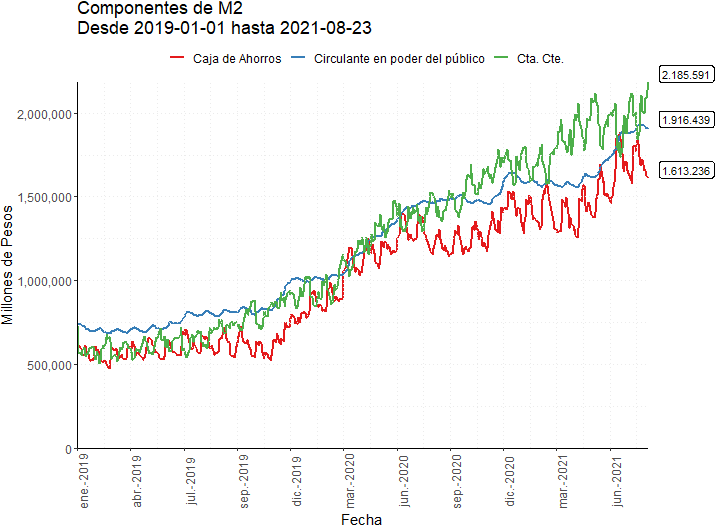 Componentes de M2
Desde 2019-01-01 hasta 2021-08-23
Caja de Ahorros Circulante en poder del público Cta. Cte.
2.185.591
1.916.439
1.613.236
Millones de Pesos
2,000,000
1,500,000
1,000,000
500,000
0
ene.-2019
abr.-2019
jul.-2019
sep.-2019
dic.-2019
mar.-2020
jun.-2020
sep.-2020
dic.-2020
mar.-2021
jun.-2021
Fecha